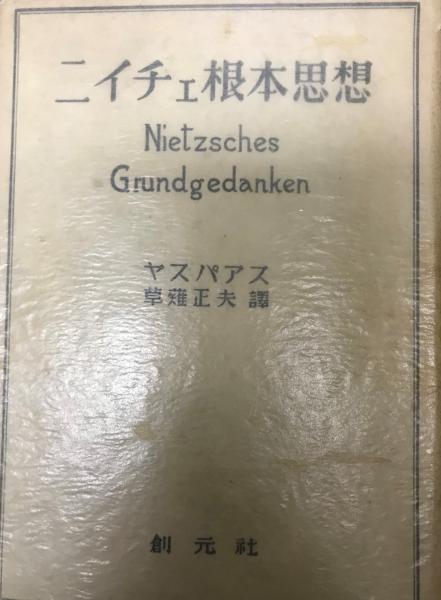 ニイチェ根本思想
Nietzsches
Grundgedanken
ヤスパアス
草薙正夫 譯
創元社